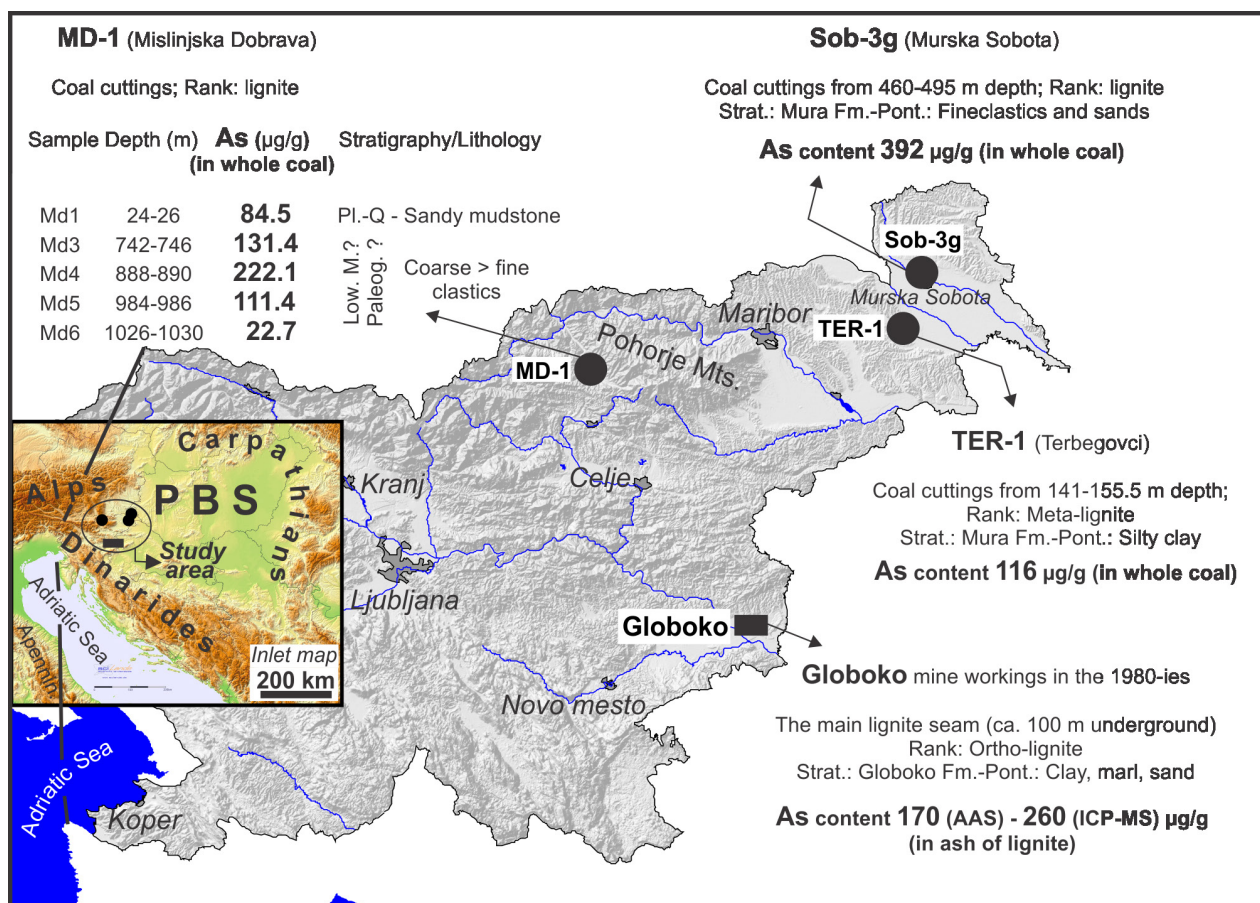 MD-1 (Mislinjska Dobrava)
Coal cuttings; Rank: lignite
Sample Depth (m) As (µg/g) Stratigraphy/Lithology
(in whole coal)
Md1 24-26 84.5 Pl.-Q - Sandy mudstone
Md3 742-746 131.4
Md4 888-890 222.1
Md5 984-986 111.4
Md6 1026-1030 22.7
Low. M.?
Paleog. ?
Coarse > fine
clastics
Sob-3g (Murska Sobota)
Coal cuttings from 460-495 m depth; Rank: lignite
Strat.: Mura Fm.-Pont.: Fineclastics and sands
As content 392 µg/g (in whole coal)
Sob-3g
Murska Sobota
TER-1
Maribor
Pohorje Mts.
MD-1
TER-1 (Terbegovci)
Coal cuttings from 141-155.5 m depth;
Rank: Meta-lignite
Strat.: Mura Fm.-Pont.: Silty clay
As content 116 µg/g (in whole coal)
Kranj
Celje
Ljubljana
Globoko
Novo mesto
Koper
Adriatic Sea
Globoko mine workings in the 1980-ies
The main lignite seam (ca. 100 m underground)
Rank: Ortho-lignite
Strat.: Globoko Fm.-Pont.: Clay, marl, sand
As content 170 (AAS) - 260 (ICP-MS) µg/g
(in ash of lignite)
Carpathians
Alps
PBS
Study
area
Dinarides
Adriatic Sea
Apennin
Inlet map
200 km